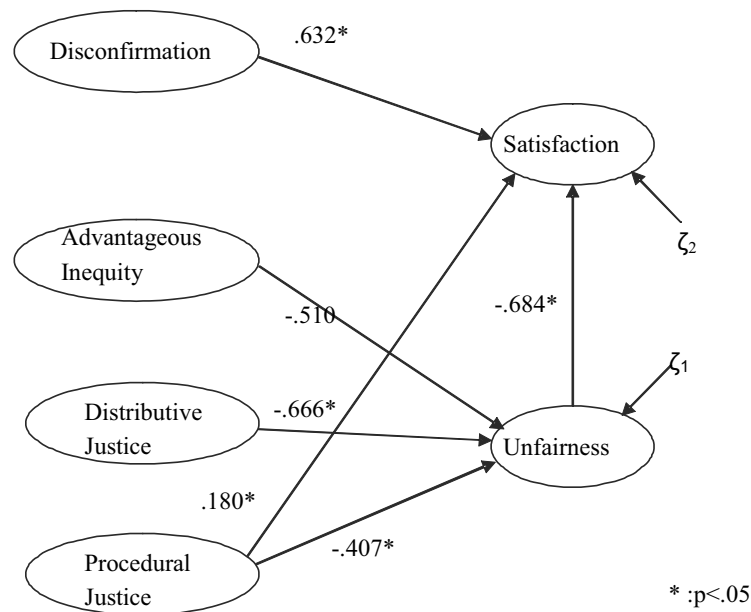 .632*
Disconfirmation
Satisfaction
Advantageous
Inequity
ζ2
-.510
-.684*
ζ1
Distributive
Justice
-.666*
Unfairness
.180*
-.407*
Procedural
Justice
* :p<.05